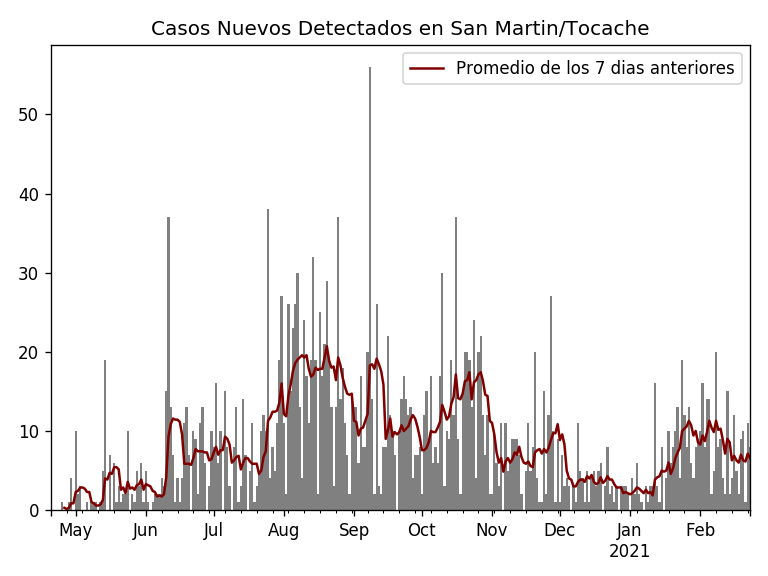 Casos Nuevos Detectados en San Martin/Tocache
Promedio de los 7 dias anteriores
50
40
30
20
10
0
May Jun Jul Aug Sep Oct Nov Dec Jan Feb
2021